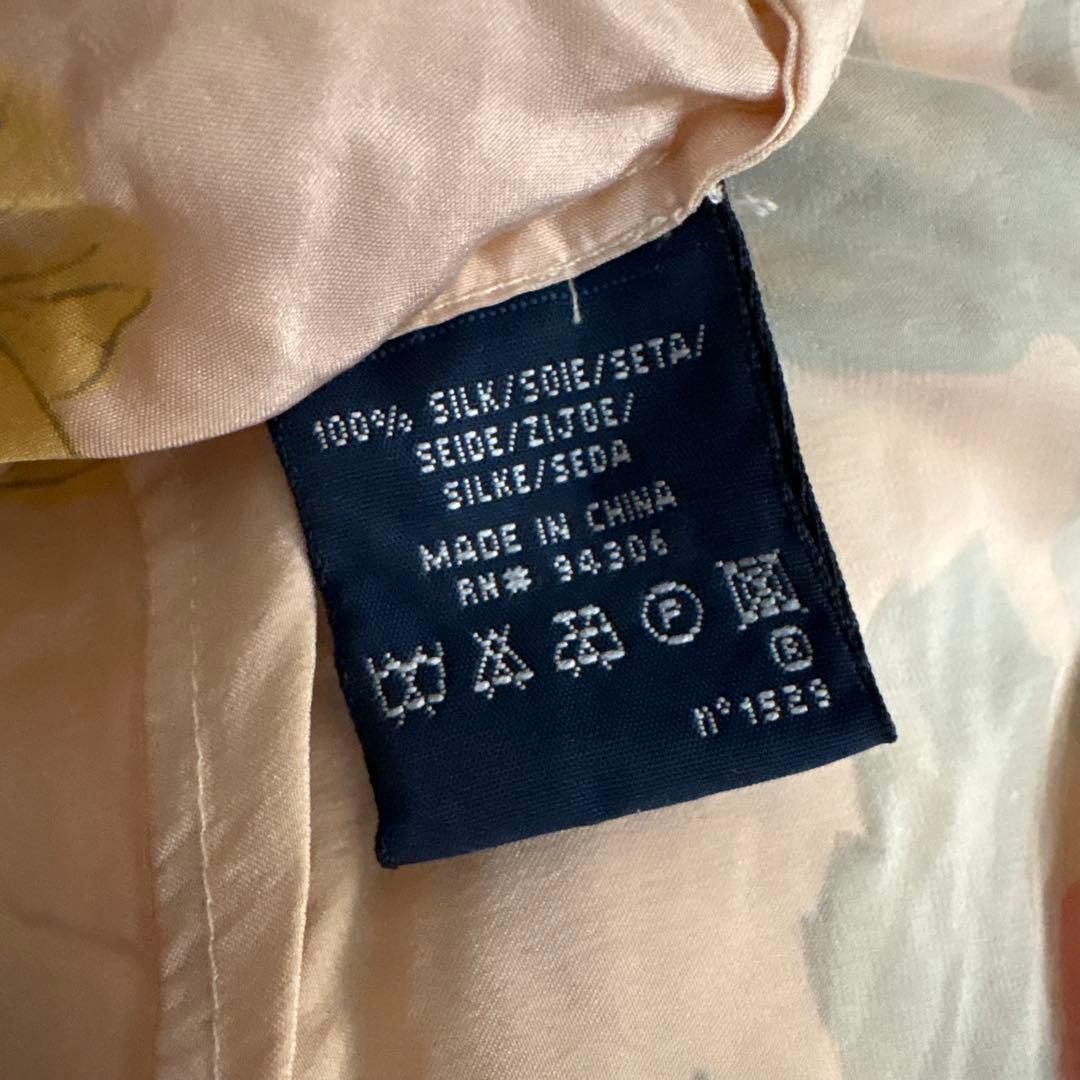 100% SILK/SOIE/SETA/
SEIDE/ZIJDE/
SILKE/SEDA
MADE IN CHINA
RN# 94306
F
®
n° 1529